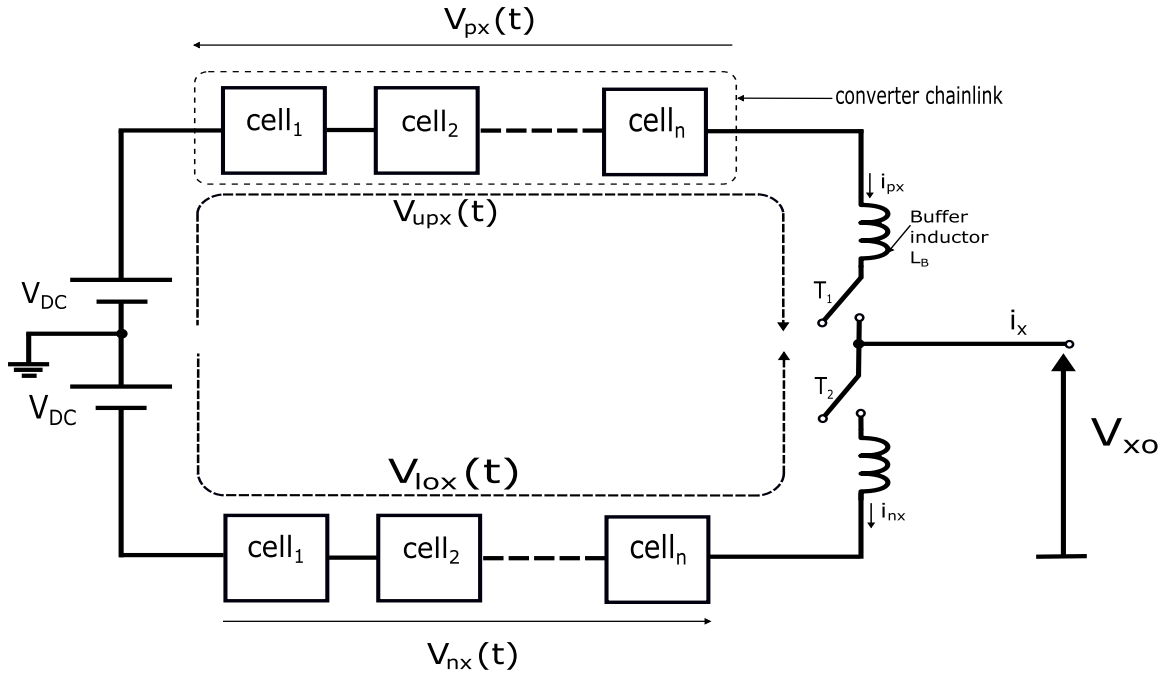 Vpx(t)
converter chainlink
cell1
cell2
celln
ipx
Vupx(t)
Buffer
inductor
LB
VDC
T1
ix
T2
VDC
Vxo
Vlox(t)
inx
cell1
cell2
celln
Vnx(t)